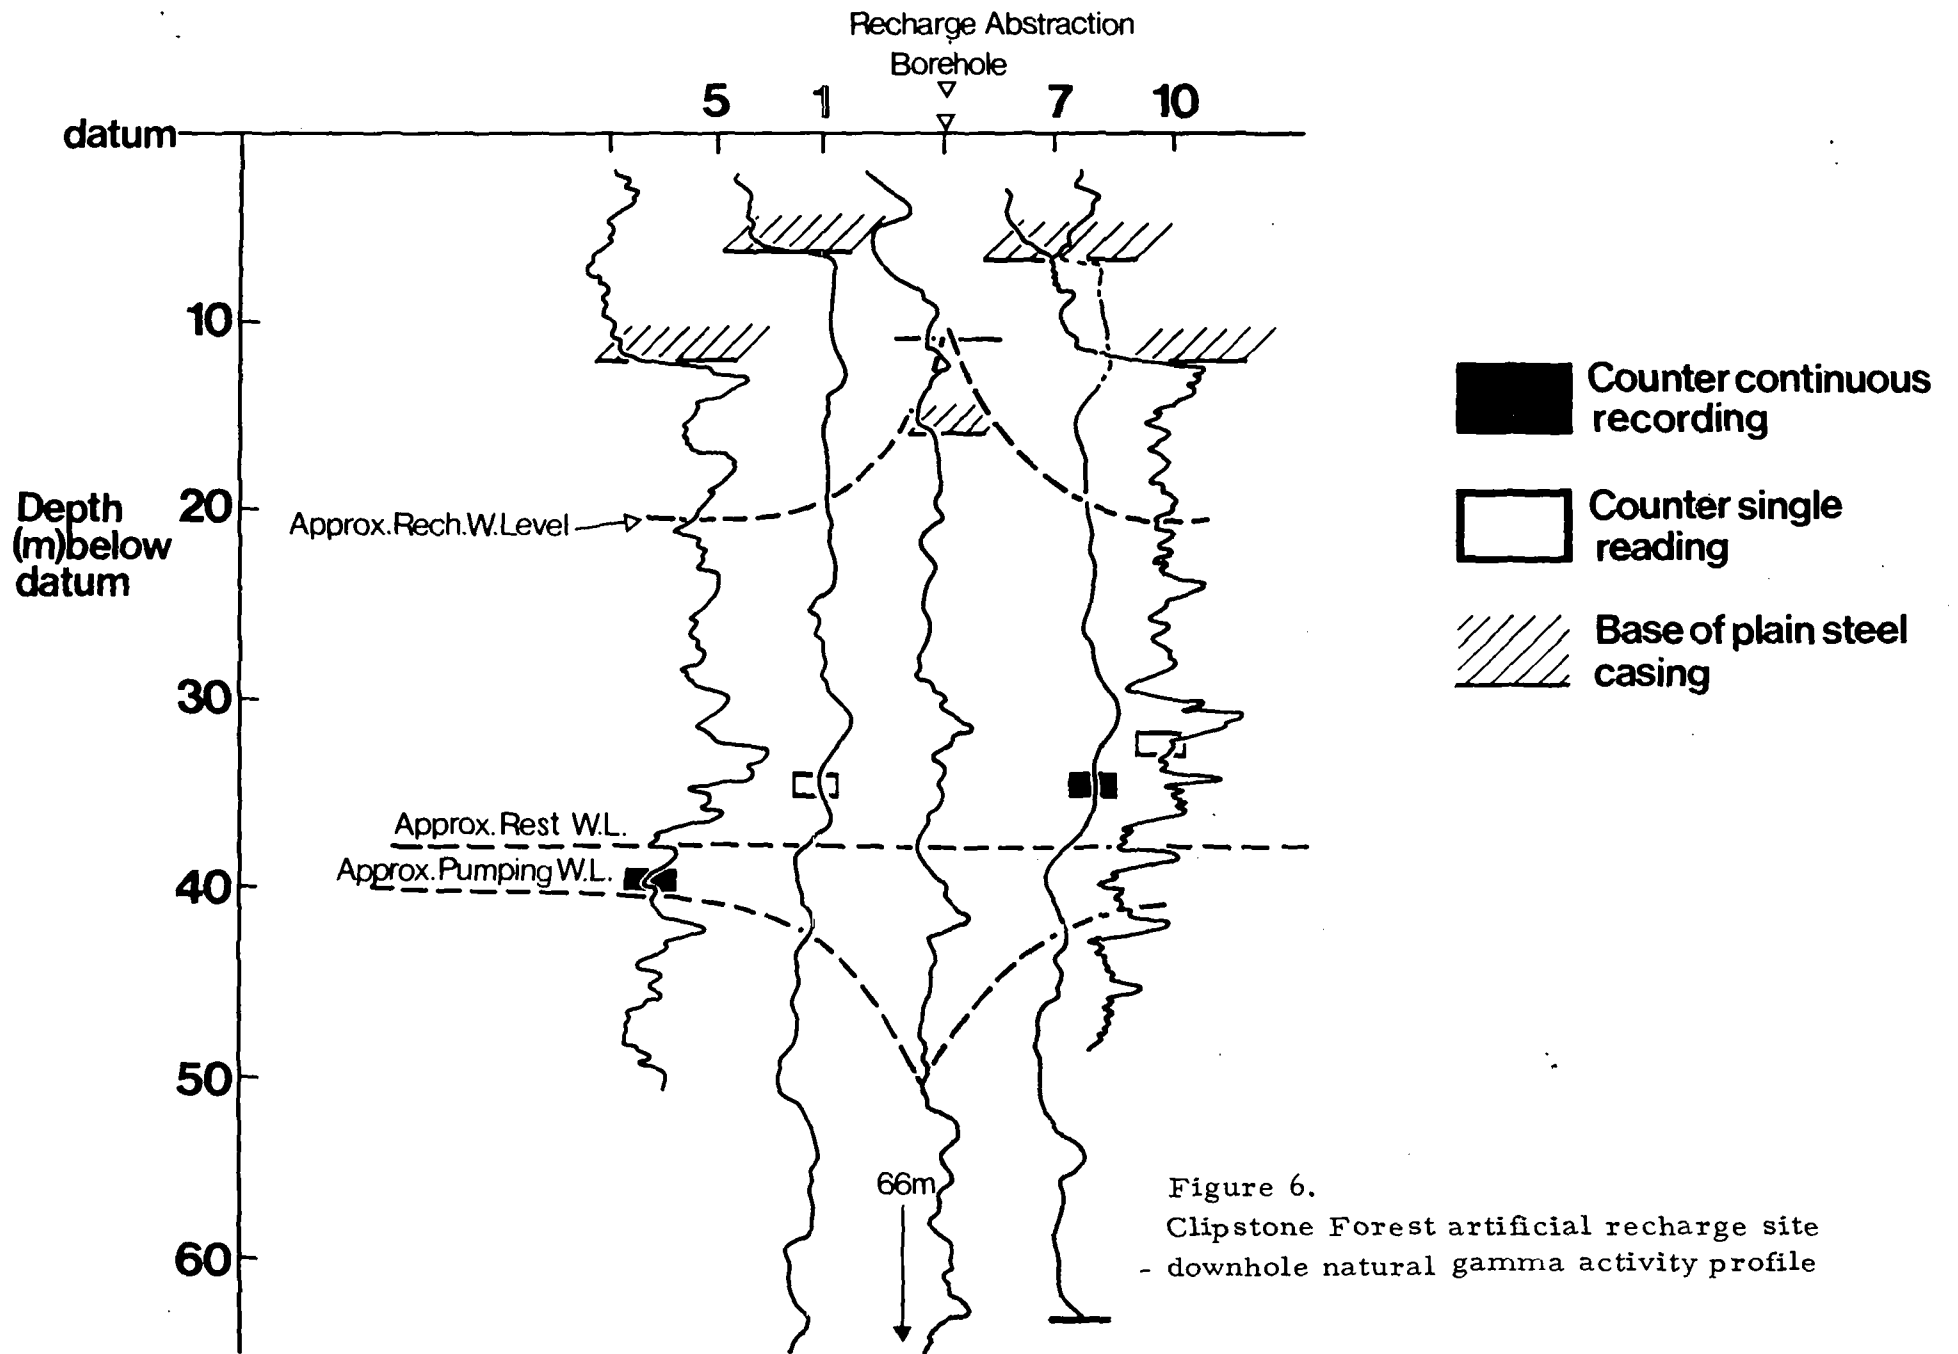 Recharge Abstraction
Borehole
5 1 7 10
datum
10
20
30
40
50
60
Depth
(m)below
datum
Approx.Rech.W.Level
Approx.Rest W.L.
Approx.Pumping W.L.
66m
Counter continuous
recording
Counter single
reading
Base of plain steel
casing
Figure 6.
Clipstone Forest artificial recharge site
- downhole natural gamma activity profile